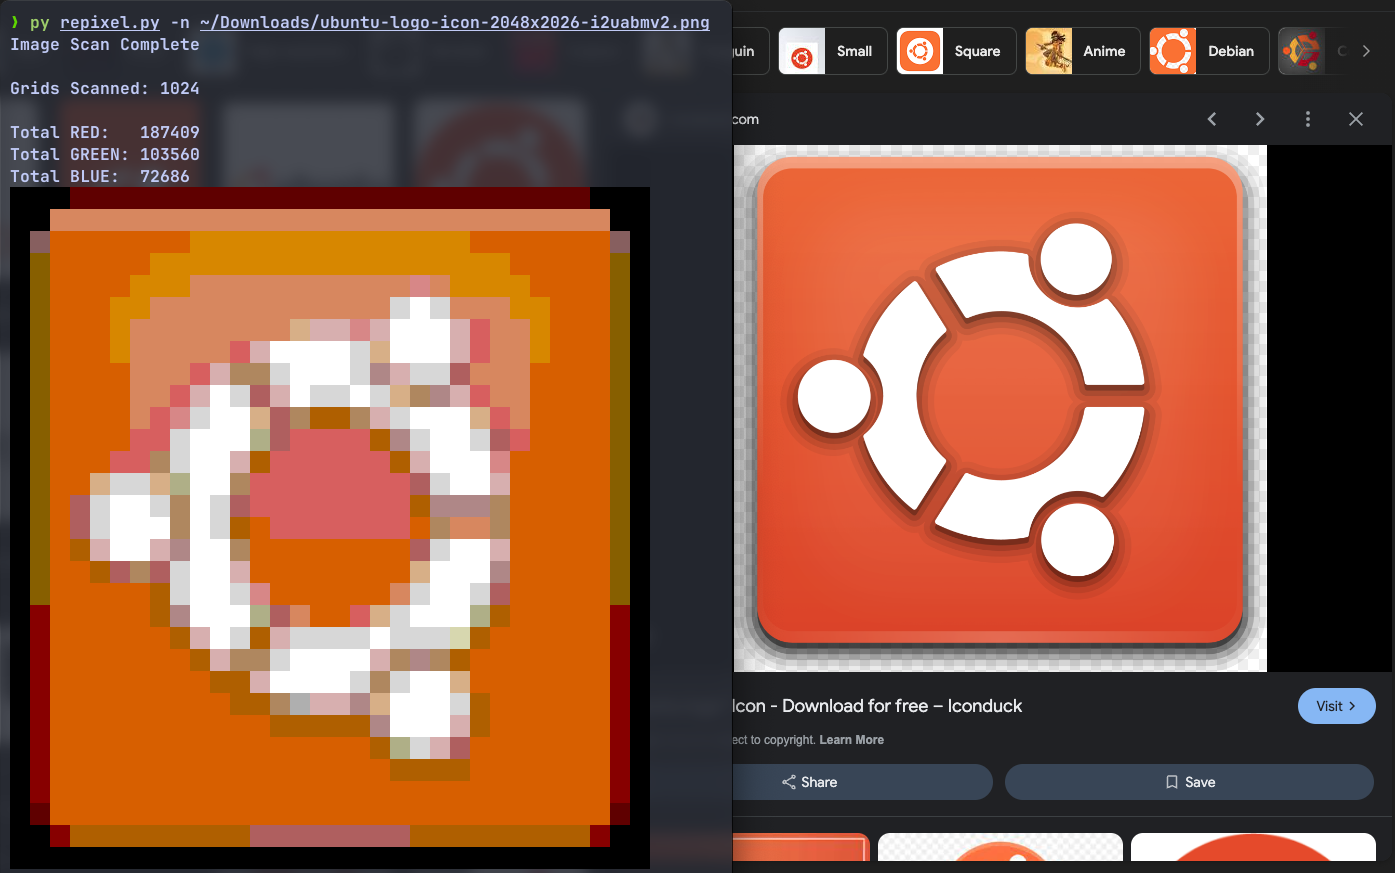 ❯ py repixel.py -n ~/Downloads/ubuntu-logo-icon-2048x2026-i2uabmv2.png
Image Scan Complete
Grids Scanned: 1024
Total RED:   187409
Total GREEN: 103560
Total BLUE:  72686
Small
Square
Anime
Debian
.com
Icon - Download for free – Iconduck
Visit
ect to copyright. Learn More
Share
Save